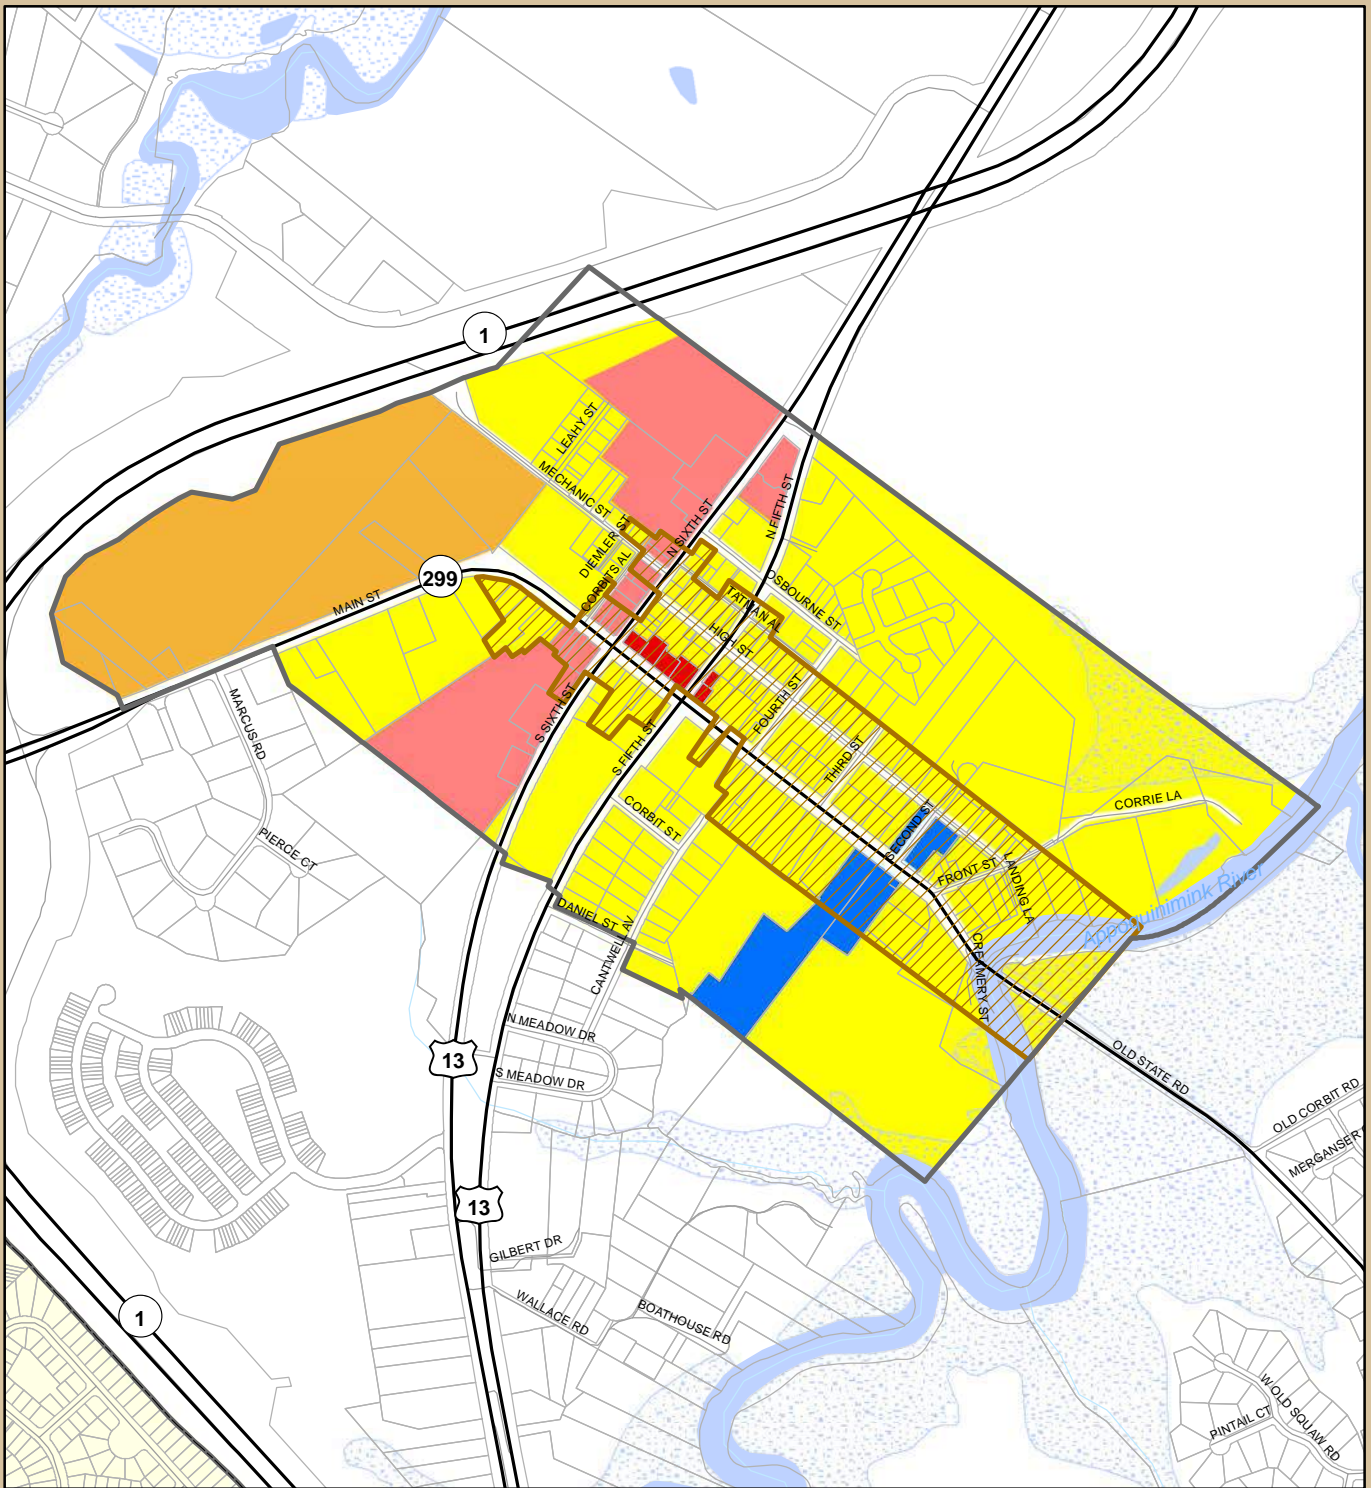 1
LEAHY ST
MECHANIC ST
N SIXTH ST
N FIFTH ST
DIEMLER ST
CORBITS AL
299
MAIN ST
OSBOURNE ST
TATMAN AL
HIGH ST
MARCUS RD
S SIXTH ST
S FIFTH ST
FOURTH ST
THIRD ST
CORBIT ST
SECOND ST
CORRIE LA
PIERCE CT
FRONT ST
LANDING LA
Appoquinimink River
DANIEL ST
CANTWELL AV
CREAMERY ST
N MEADOW DR
13
S MEADOW DR
OLD STATE RD
OLD CORBIT RD
MERGANSER
13
GILBERT DR
WALLACE RD
BOATHOUSE RD
1
W OLD SQUAW RD
PINTAIL CT